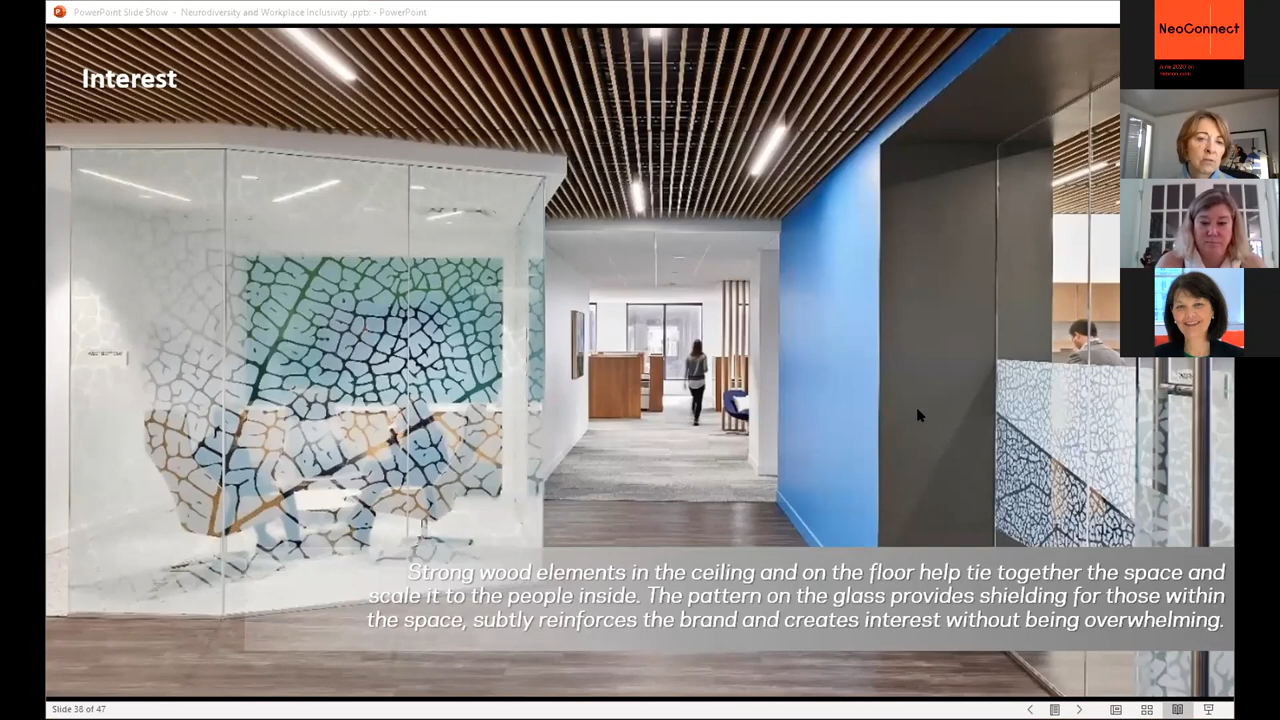 PowerPoint Slide Show - Neurodiversity and Workplace Inclusivity .pptx - PowerPoint
NeoConnect
June 2020 on
Interest
Strong wood elements in the ceiling and on the floor help tie together the space and
scale it to the people inside. The pattern on the glass provides shielding for those within
the space, subtly reinforces the brand and creates interest without being overwhelming.
Slide 38 of 47